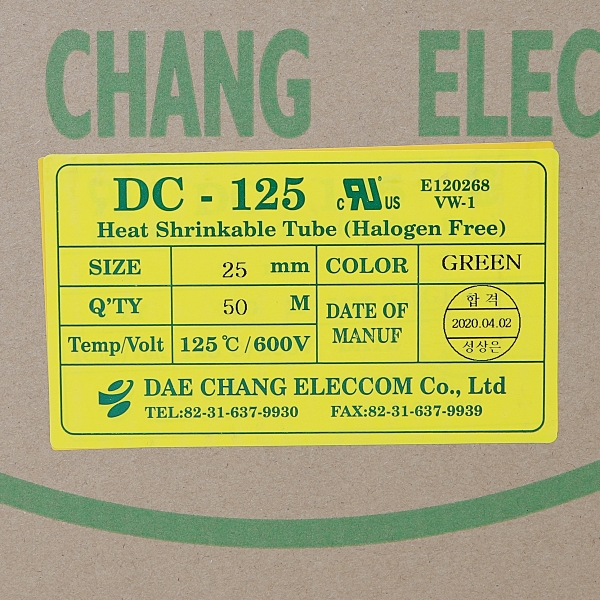 CHANG ELEC
DC - 125 c RU US E120268
VW-1
Heat Shrinkable Tube (Halogen Free)
SIZE 25 mm COLOR GREEN
Q'TY 50 M DATE OF MANUF
합격
2020.04.02
성상은
Temp/Volt 125℃/600V
DAE CHANG ELECCOM Co., Ltd
TEL:82-31-637-9930 FAX:82-31-637-9939